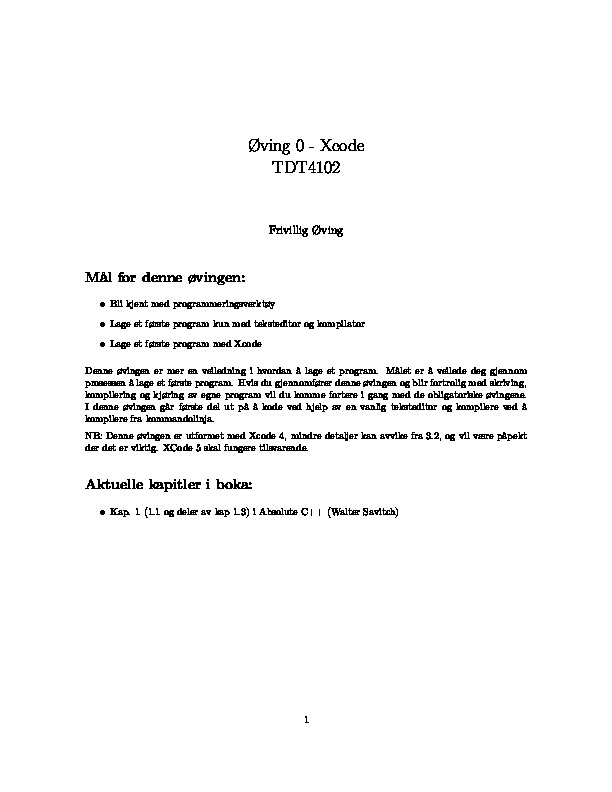 Øving 0 - Xcode
TDT4102
Frivillig Øving
Mål for denne øvingen:
• Bli kjent med programmeringsverktøy
• Lage et første program kun med teksteditor og kompilator
• Lage et første program med Xcode
Denne øvingen er mer en veiledning i hvordan å lage et program. Målet er å veilede deg gjennom
prosessen å lage et første program. Hvis du gjennomfører denne øvingen og blir fortrolig med skriving,
kompilering og kjøring av egne program vil du komme fortere i gang med de obligatoriske øvingene.
I denne øvingen går første del ut på å kode ved hjelp av en vanlig teksteditor og kompilere ved å
kompilere fra kommandolinja.
NB: Denne øvingen er utformet med Xcode 4, mindre detaljer kan avvike fra 3.2, og vil være påpekt
der det er viktig. XCode 5 skal fungere tilsvarende.
Aktuelle kapitler i boka:
• Kap. 1 (1.1 og deler av kap 1.3) i Absolute C++ (Walter Savitch)
1